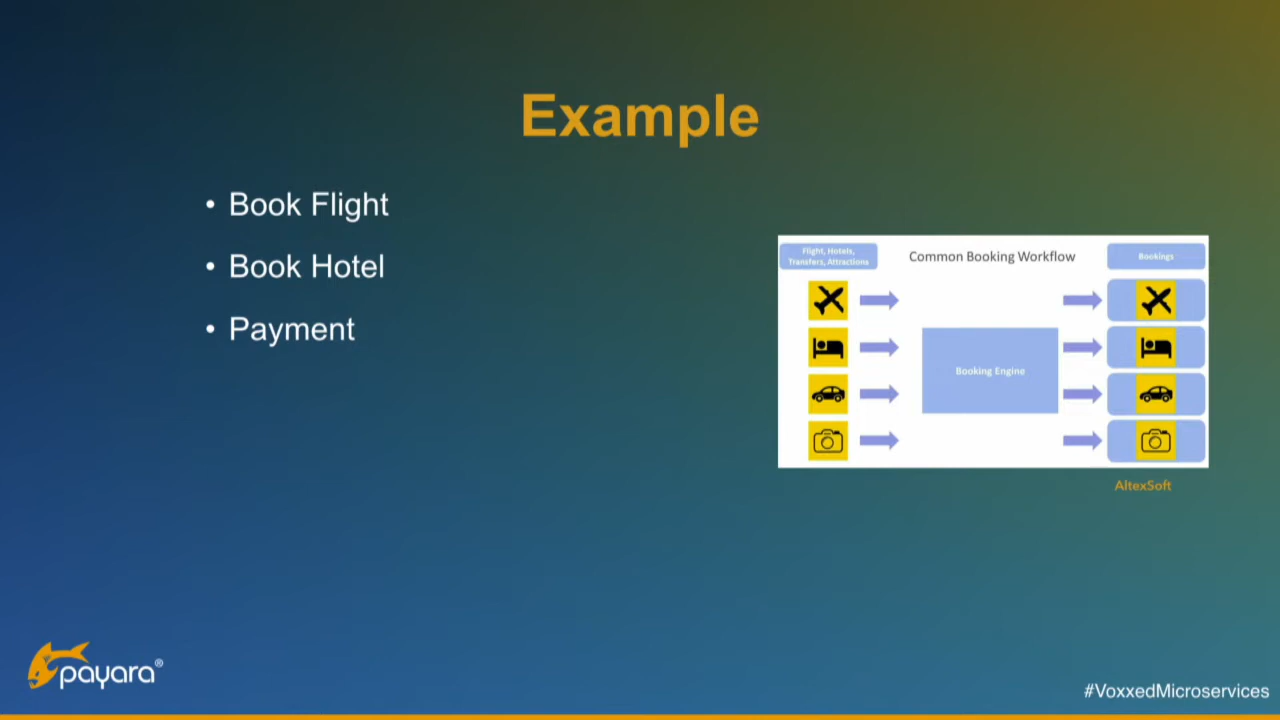 Example
• Book Flight
• Book Hotel
• Payment
Flight, Hotels,
Transfers, Attractions
Common Booking Workflow
Bookings
Booking Engine
AltexSoft
payara®
#VoxxedMicroservices